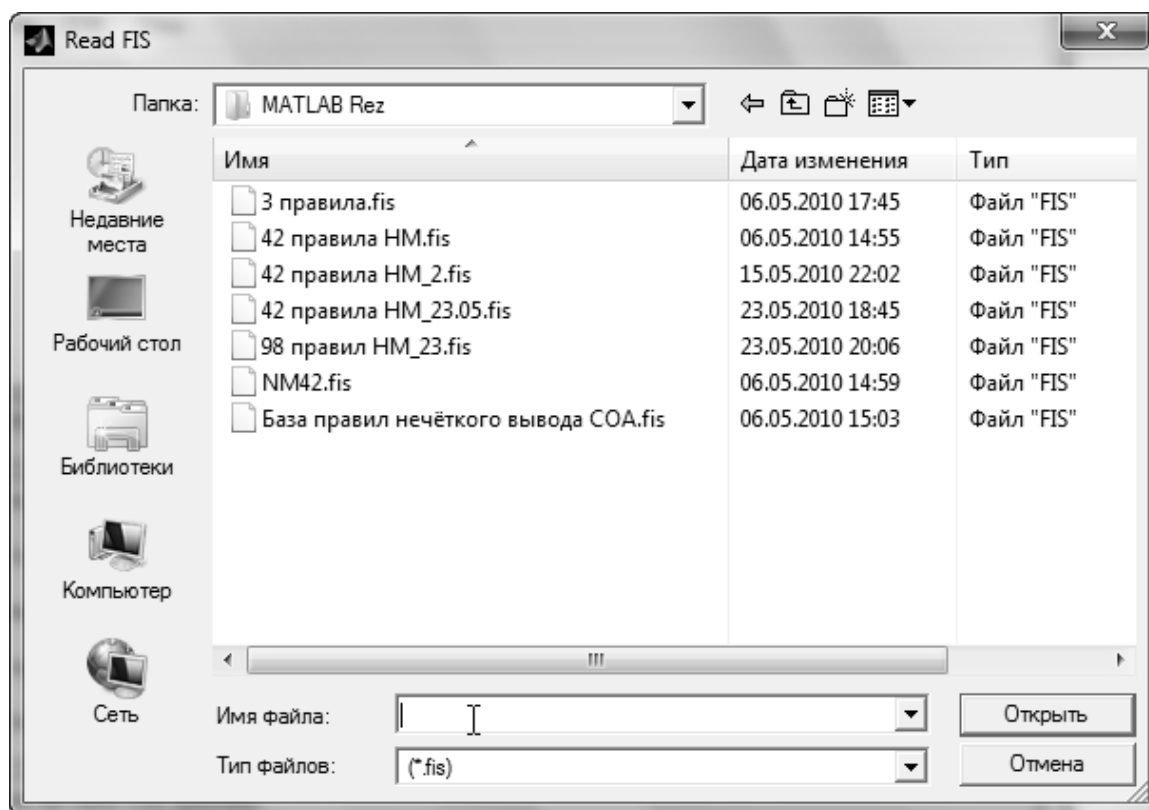 Read FIS
Папка: MATLAB Rez
Имя Дата изменения Тип
3 правила.fis 06.05.2010 17:45 Файл "FIS"
42 правила НМ.fis 06.05.2010 14:55 Файл "FIS"
42 правила НМ_2.fis 15.05.2010 22:02 Файл "FIS"
42 правила НМ_23.05.fis 23.05.2010 18:45 Файл "FIS"
98 правил НМ_23.fis 23.05.2010 20:06 Файл "FIS"
NM42.fis 06.05.2010 14:59 Файл "FIS"
База правил нечёткого вывода СОА.fis 06.05.2010 15:03 Файл "FIS"
Недавние
места
Рабочий стол
Библиотеки
Компьютер
Сеть
Имя файла: Открыть
Тип файлов: (*.fis) Отмена